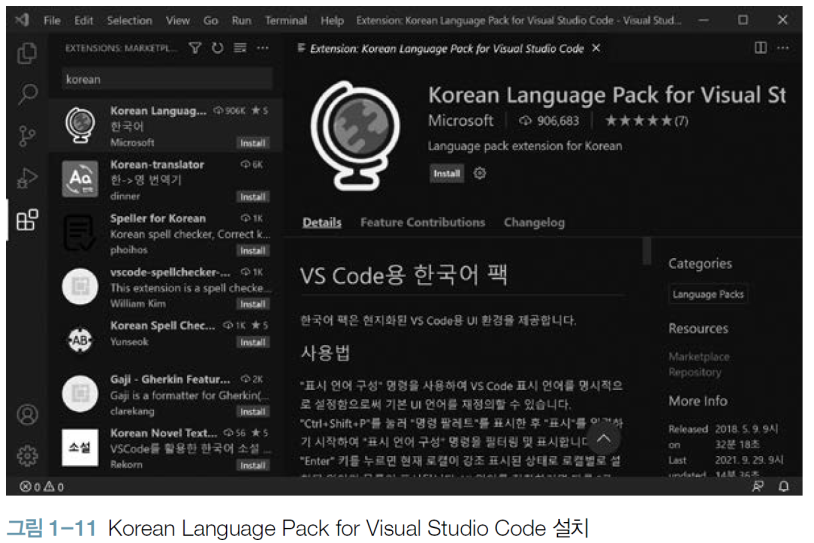 File Edit Selection View Go Run Terminal Help Extension: Korean Language Pack for Visual Studio Code - Visual Stud...
EXTENSIONS: MARKETPL...
korean
Korean Languag... 906K ★ 5
한국어
Microsoft Install
Korean-translator 6K
한->영 번역기
dinner Install
Speller for Korean 1K
Korean spell checker, Correct k...
phoihos Install
vscode-spellchecker-... 1K
This extension is a spell checke...
William Kim Install
Korean Spell Chec... 1K ★ 5
Yunseok Install
Gaji - Gherkin Featur... 2K
Gaji is a formatter for Gherkin(...
clarekang Install
소설
Korean Novel Text... 56 ★ 5
VSCode를 활용한 한국어 소설 ...
Rekorn Install
Extension: Korean Language Pack for Visual Studio Code ×
Korean Language Pack for Visual St
Microsoft 906,683 ★★★★★(7)
Language pack extension for Korean
Install
Details Feature Contributions Changelog
VS Code용 한국어 팩
한국어 팩은 현지화된 VS Code용 UI 환경을 제공합니다.
사용법
"표시 언어 구성" 명령을 사용하여 VS Code 표시 언어를 명시적으
로 설정함으로써 기본 UI 언어를 재정의할 수 있습니다.
"Ctrl+Shift+P"를 눌러 "명령 팔레트"를 표시한 후 "표시"를 입력하
기 시작하여 "표시 언어 구성" 명령을 필터링 및 표시합니다.
"Enter" 키를 누르면 현재 로캘이 강조 표시된 상태로 로캘별로 설
Categories
Language Packs
Resources
Marketplace
Repository
More Info
Released 2018. 5. 9. 9시
on 32분 18초
Last 2021. 9. 29. 9시
updated 14분 36초
0 0
그림 1-11 Korean Language Pack for Visual Studio Code 설치